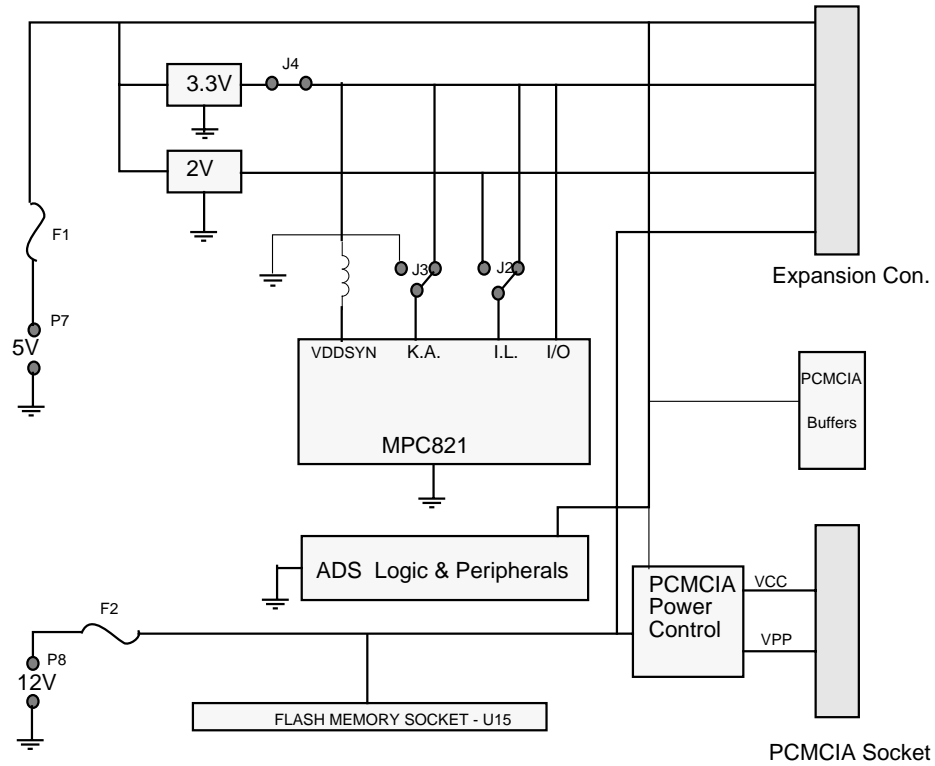 J4
3.3V
2V
F1
Expansion Con.
J3
J2
P7
5V
VDDSYN K.A. I.L. I/O
PCMCIA
Buffers
MPC821
ADS Logic & Peripherals
PCMCIA
Power
Control
VCC
VPP
F2
P8
12V
FLASH MEMORY SOCKET - U15
PCMCIA Socket